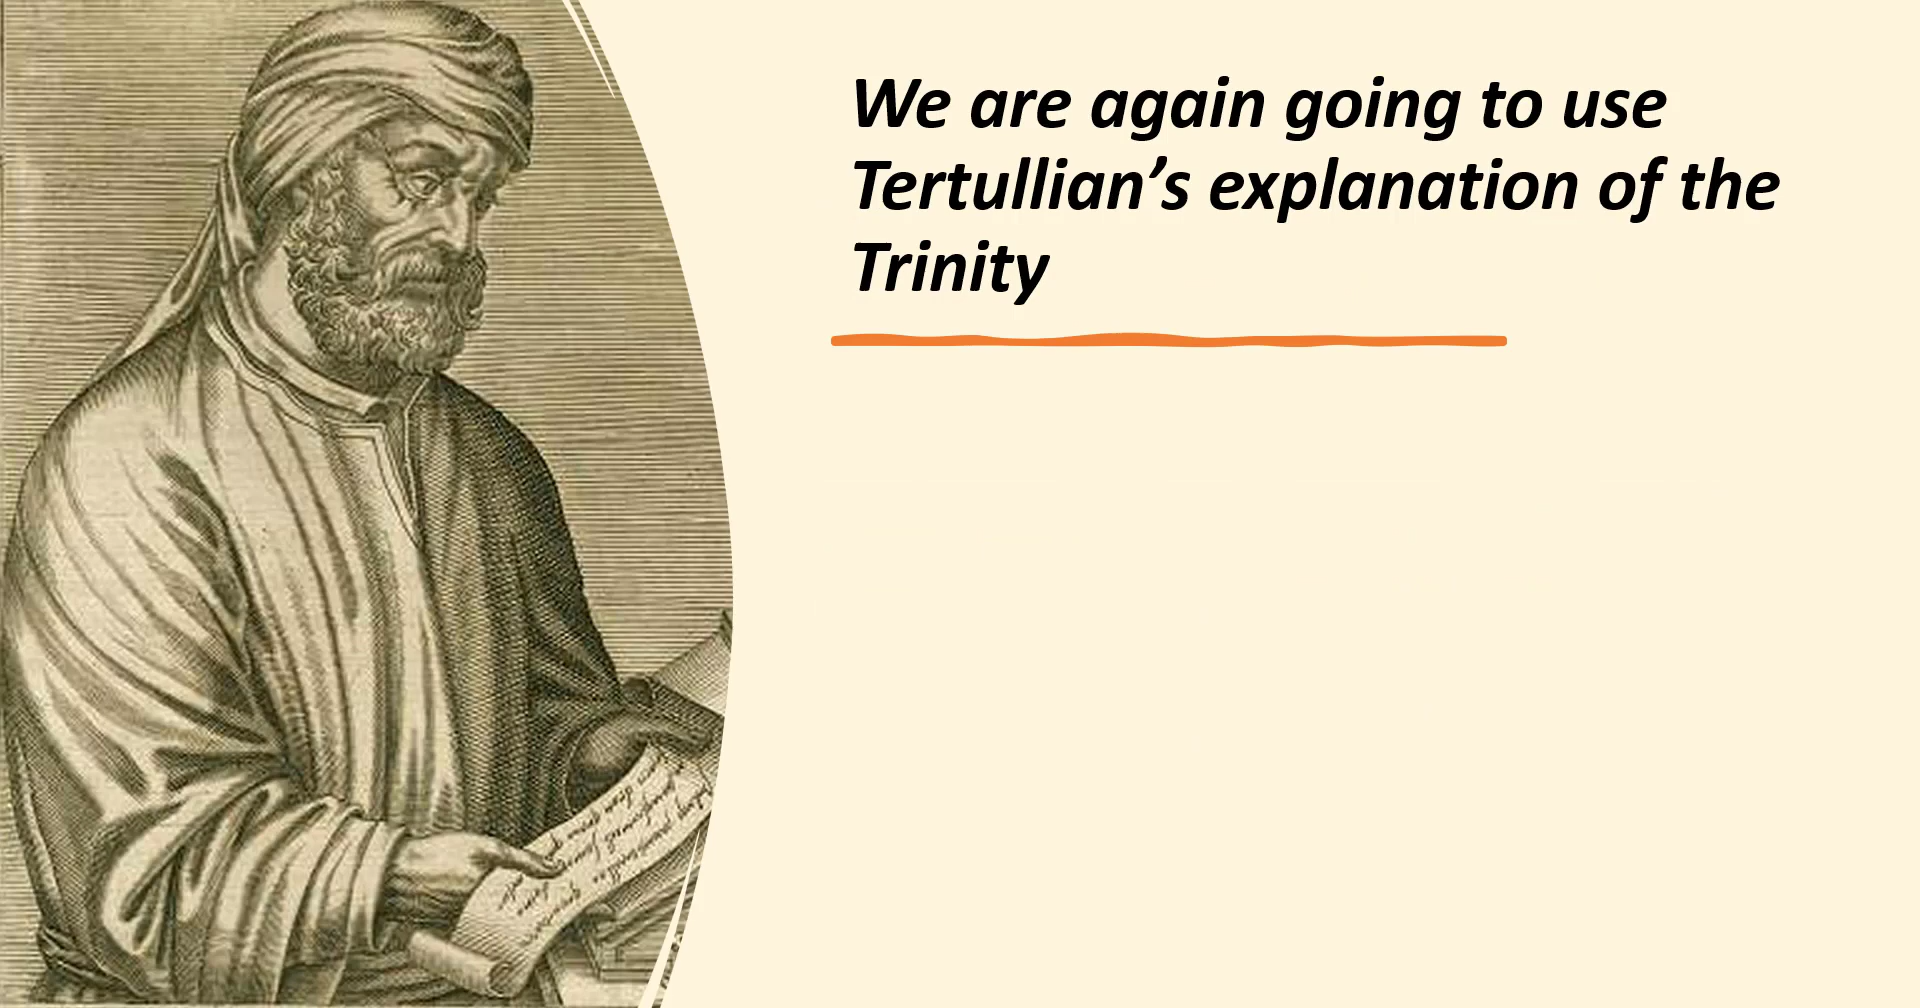 We are again going to use
Tertullian’s explanation of the
Trinity